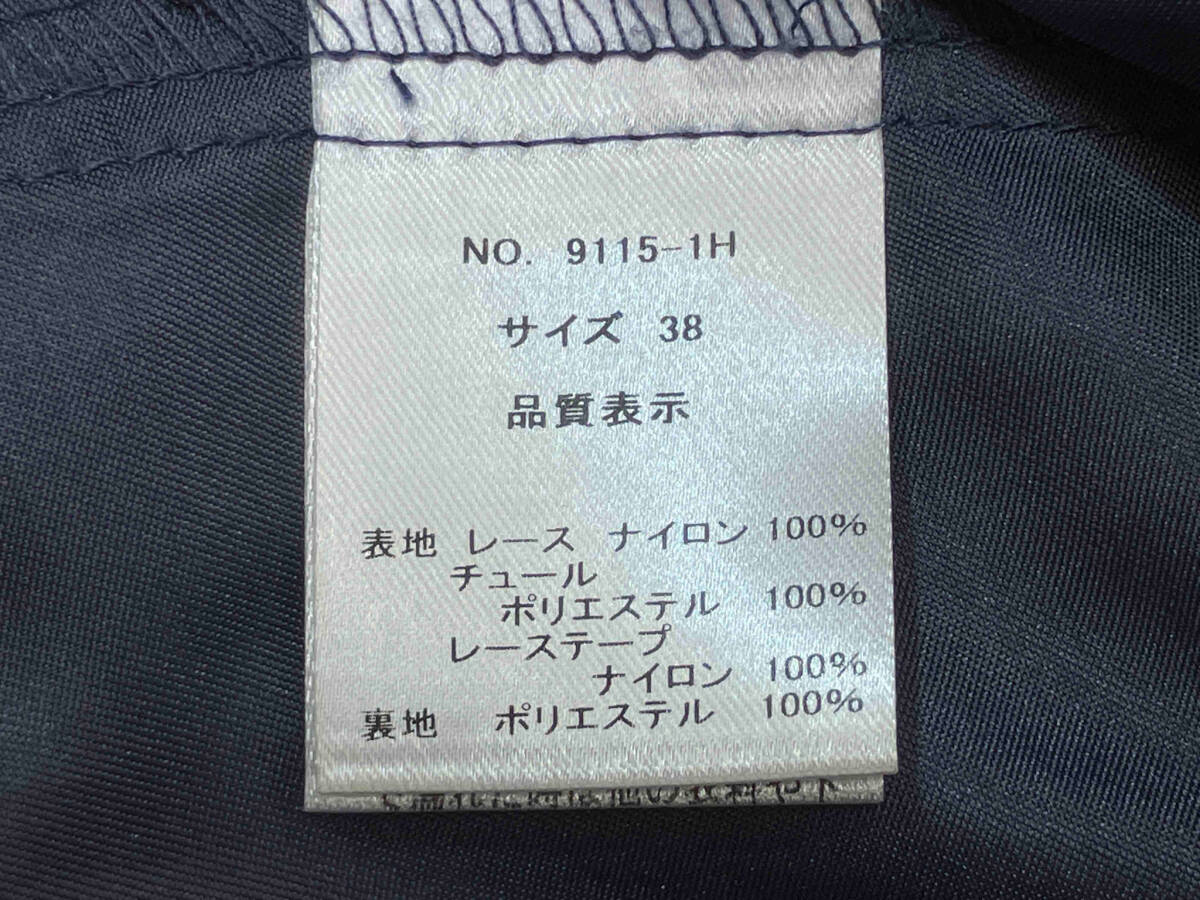 NO. 9115-1H
サイズ 38
品質表示
表地 レース ナイロン 100%
チュール
ポリエステル 100%
レーステープ
ナイロン 100%
裏地 ポリエステル 100%